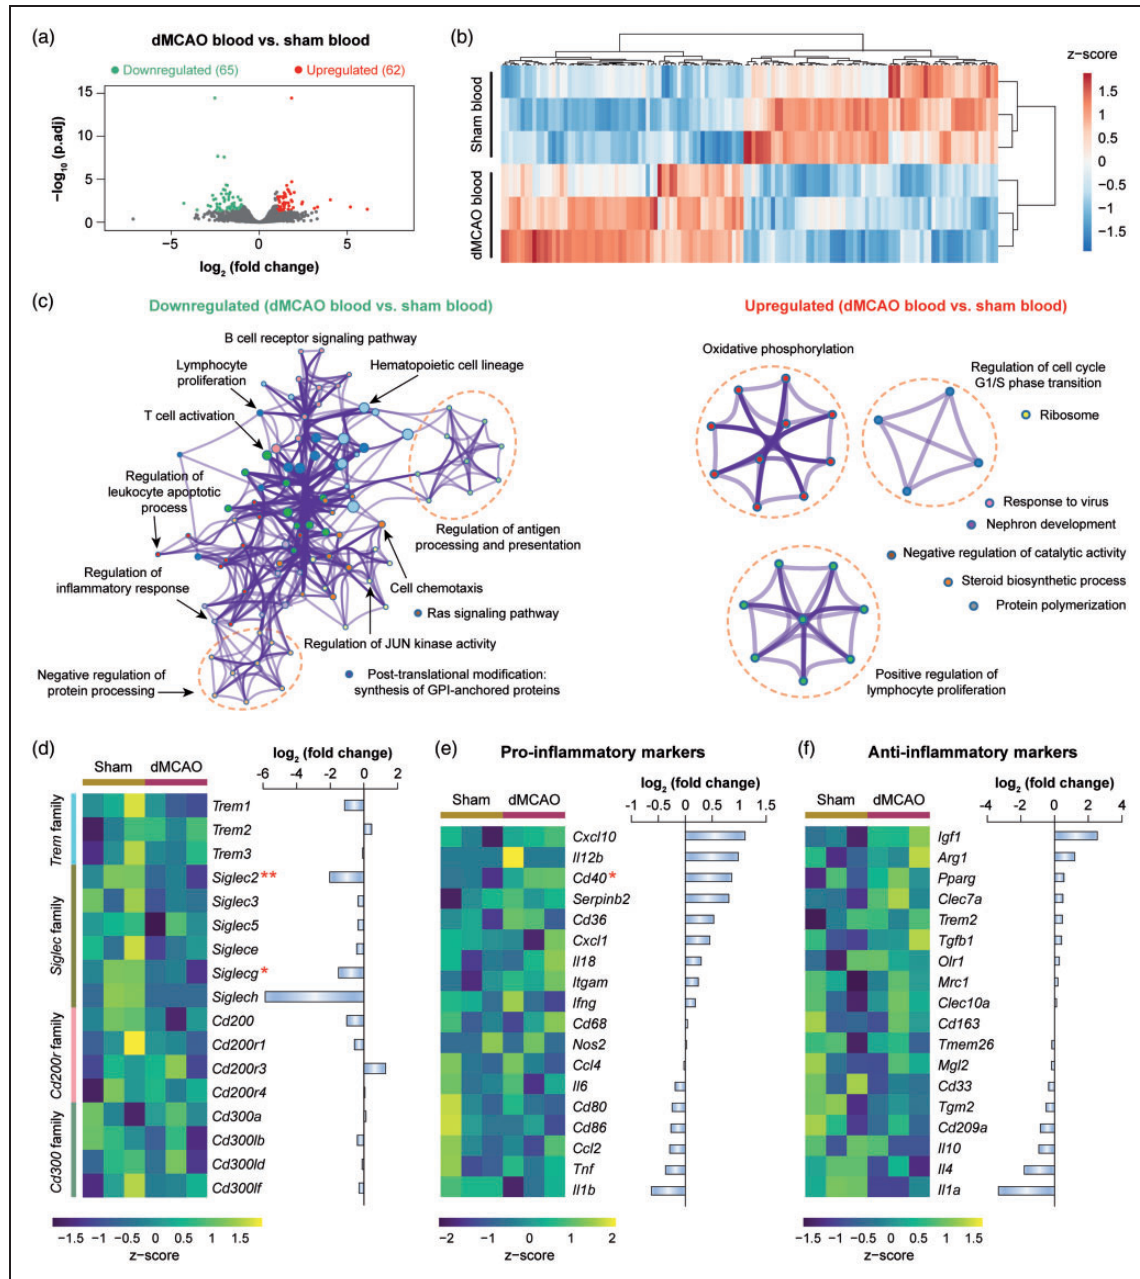 (a)
dMCAO blood vs. sham blood
Downregulated (65)
Upregulated (62)
15
10
5
0
−log10 (p.adj)
−5
0
5
log2 (fold change)
(b)
Sham blood
dMCAO blood
z−score
1.5
1
0.5
0
−0.5
−1
−1.5
(c)
Downregulated (dMCAO blood vs. sham blood)
B cell receptor signaling pathway
Lymphocyte
proliferation
Hematopoietic cell lineage
T cell activation
Regulation of
leukocyte apoptotic
process
Regulation of antigen
processing and presentation
Regulation of
inflammatory response
Cell chemotaxis
Ras signaling pathway
Regulation of JUN kinase activity
Negative regulation of
protein processing
Post-translational modification:
synthesis of GPI-anchored proteins
Upregulated (dMCAO blood vs. sham blood)
Oxidative phosphorylation
Regulation of cell cycle
G1/S phase transition
Ribosome
Response to virus
Nephron development
Negative regulation of catalytic activity
Steroid biosynthetic process
Protein polymerization
Positive regulation of
lymphocyte proliferation
(d)
Sham
dMCAO
log2 (fold change)
−6 −4 −2 0 2
Trem family
Siglec family
Cd200r family
Cd300 family
Trem1
Trem2
Trem3
Siglec2**
Siglec3
Siglec5
Siglece
Siglecg*
Siglech
Cd200
Cd200r1
Cd200r3
Cd200r4
Cd300a
Cd300lb
Cd300ld
Cd300lf
−1.5 −1 −0.5 0 0.5 1 1.5
z−score
(e)
Pro-inflammatory markers
Sham
dMCAO
log2 (fold change)
−1 −0.5 0 0.5 1 1.5
Cxcl10
Il12b
Cd40*
Serpinb2
Cd36
Cxcl1
Il18
Itgam
Ifng
Cd68
Nos2
Ccl4
Il6
Cd80
Cd86
Ccl2
Tnf
Il1b
−2 −1 0 1 2
z−score
(f)
Anti-inflammatory markers
Sham
dMCAO
log2 (fold change)
−4 −2 0 2 4
Igf1
Arg1
Pparg
Clec7a
Trem2
Tgfb1
Olr1
Mrc1
Clec10a
Cd163
Tmem26
Mgl2
Cd33
Tgm2
Cd209a
Il10
Il4
Il1a
−1.5 −1 −0.5 0 0.5 1 1.5
z−score